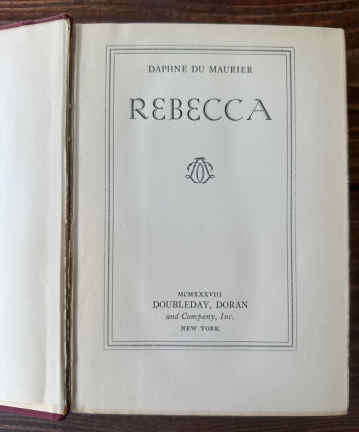 DAPHNE DU MAURIER
REBECCA
MCMXXXVIII
DOUBLEDAY, DORAN
and Company, Inc.
NEW YORK